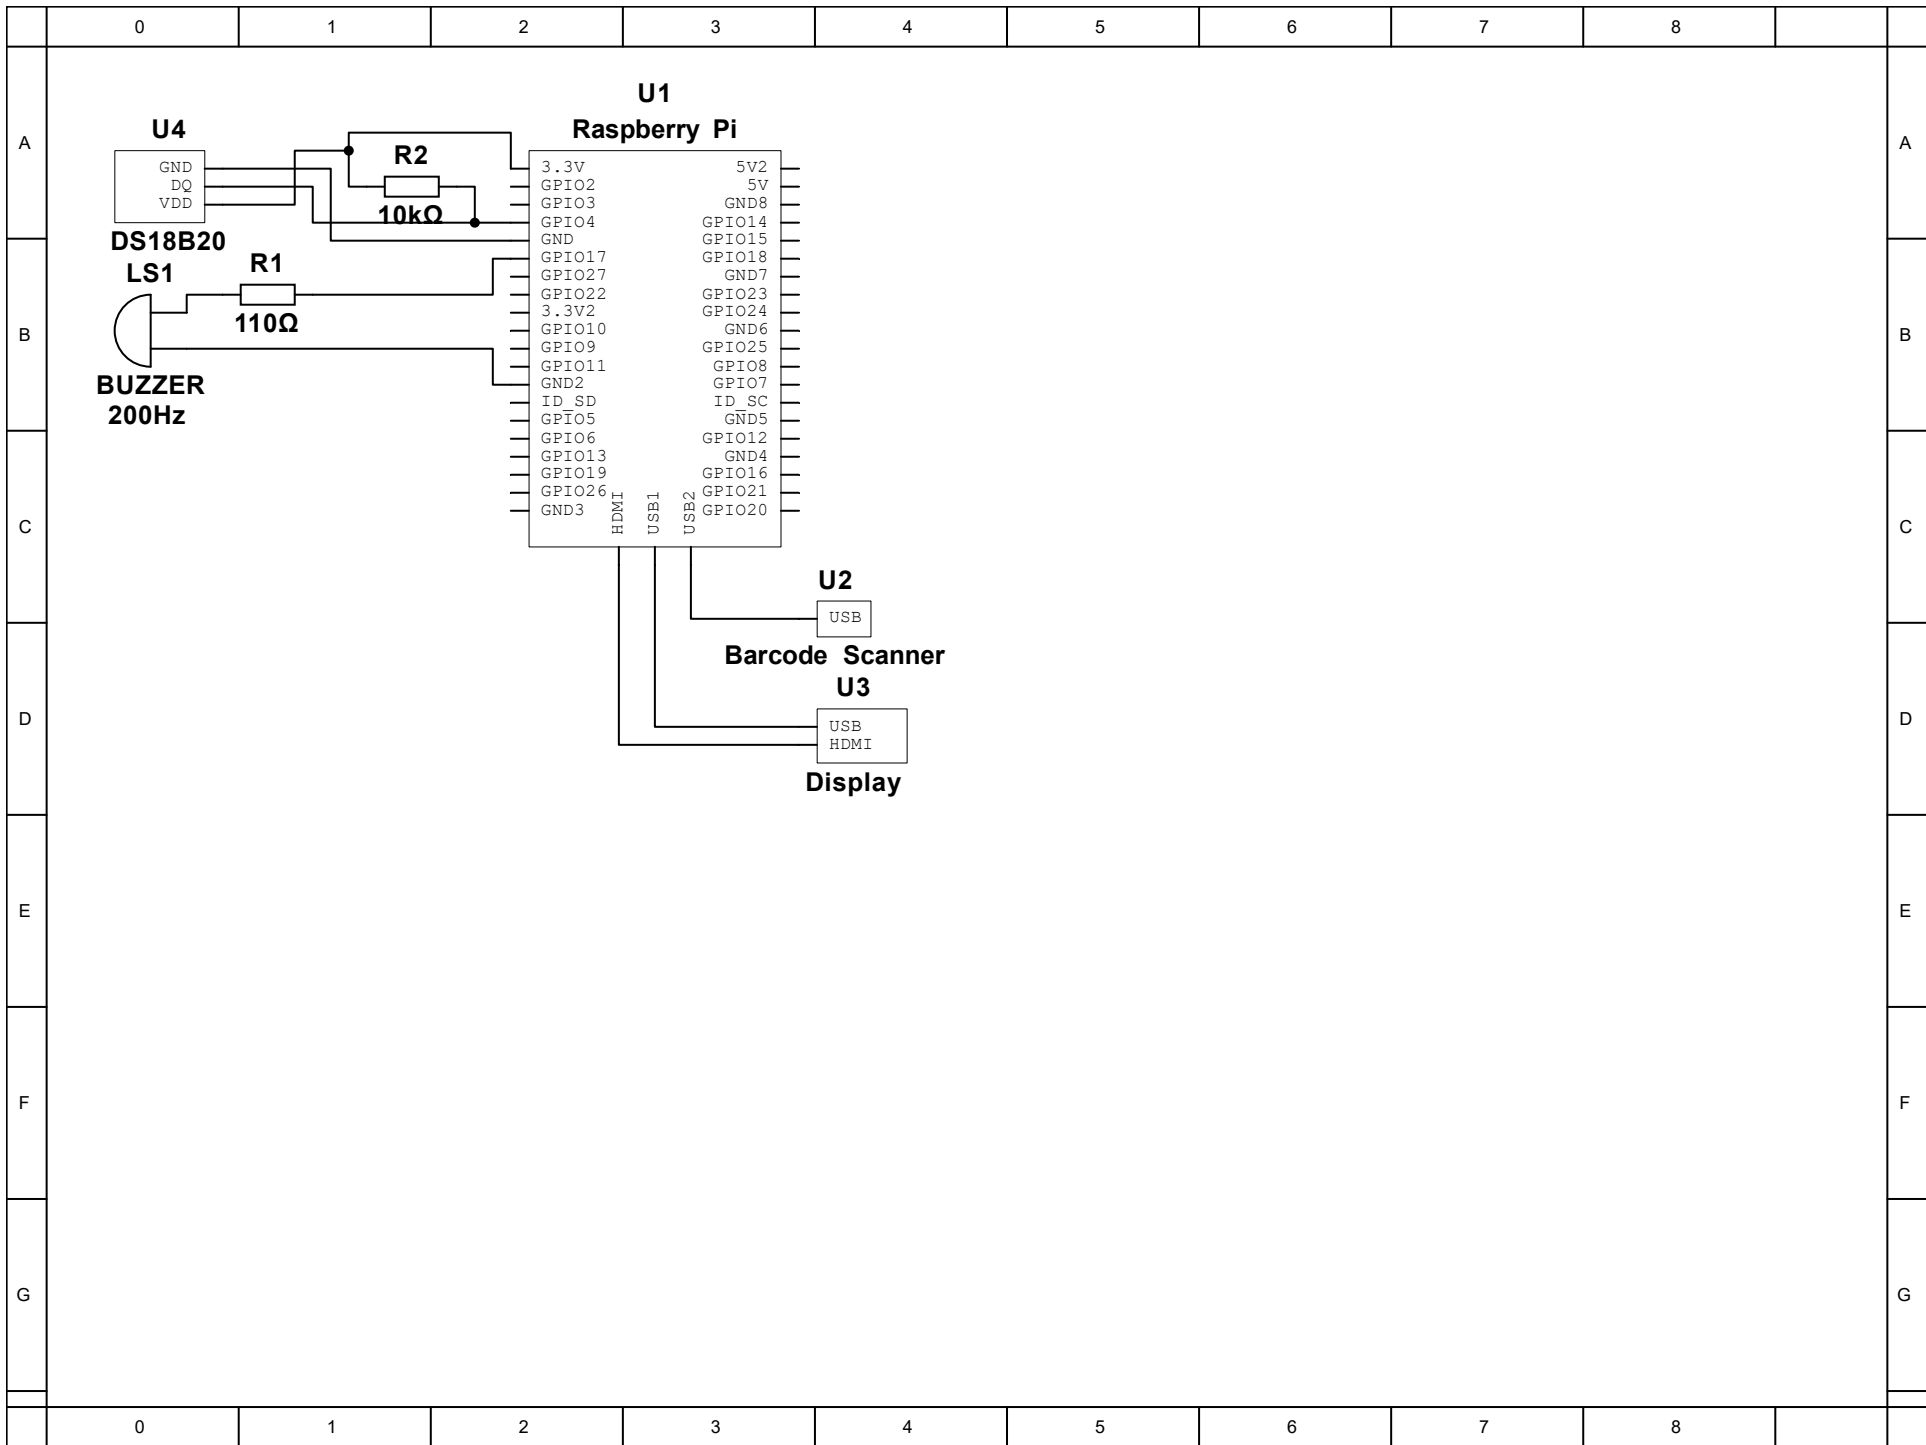 0 1 2 3 4 5 6 7 8
A A
B B
C C
D D
E E
F F
G G
U4
GND
DQ
VDD
DS18B20
R2
10kΩ
LS1
BUZZER
200Hz
R1
110Ω
U1
Raspberry Pi
3.3V 5V2
GPIO2 5V
GPIO3 GND8
GPIO4 GPIO14
GND GPIO15
GPIO17 GPIO18
GPIO27 GND7
GPIO22 GPIO23
3.3V2 GPIO24
GPIO10 GND6
GPIO9 GPIO25
GPIO11 GPIO8
GND2 GPIO7
ID_SD ID_SC
GPIO5 GND5
GPIO6 GPIO12
GPIO13 GND4
GPIO19 GPIO16
GPIO26 GPIO21
GND3 GPIO20
HDMI
USB1
USB2
U2
USB
Barcode Scanner
U3
USB
HDMI
Display
0 1 2 3 4 5 6 7 8